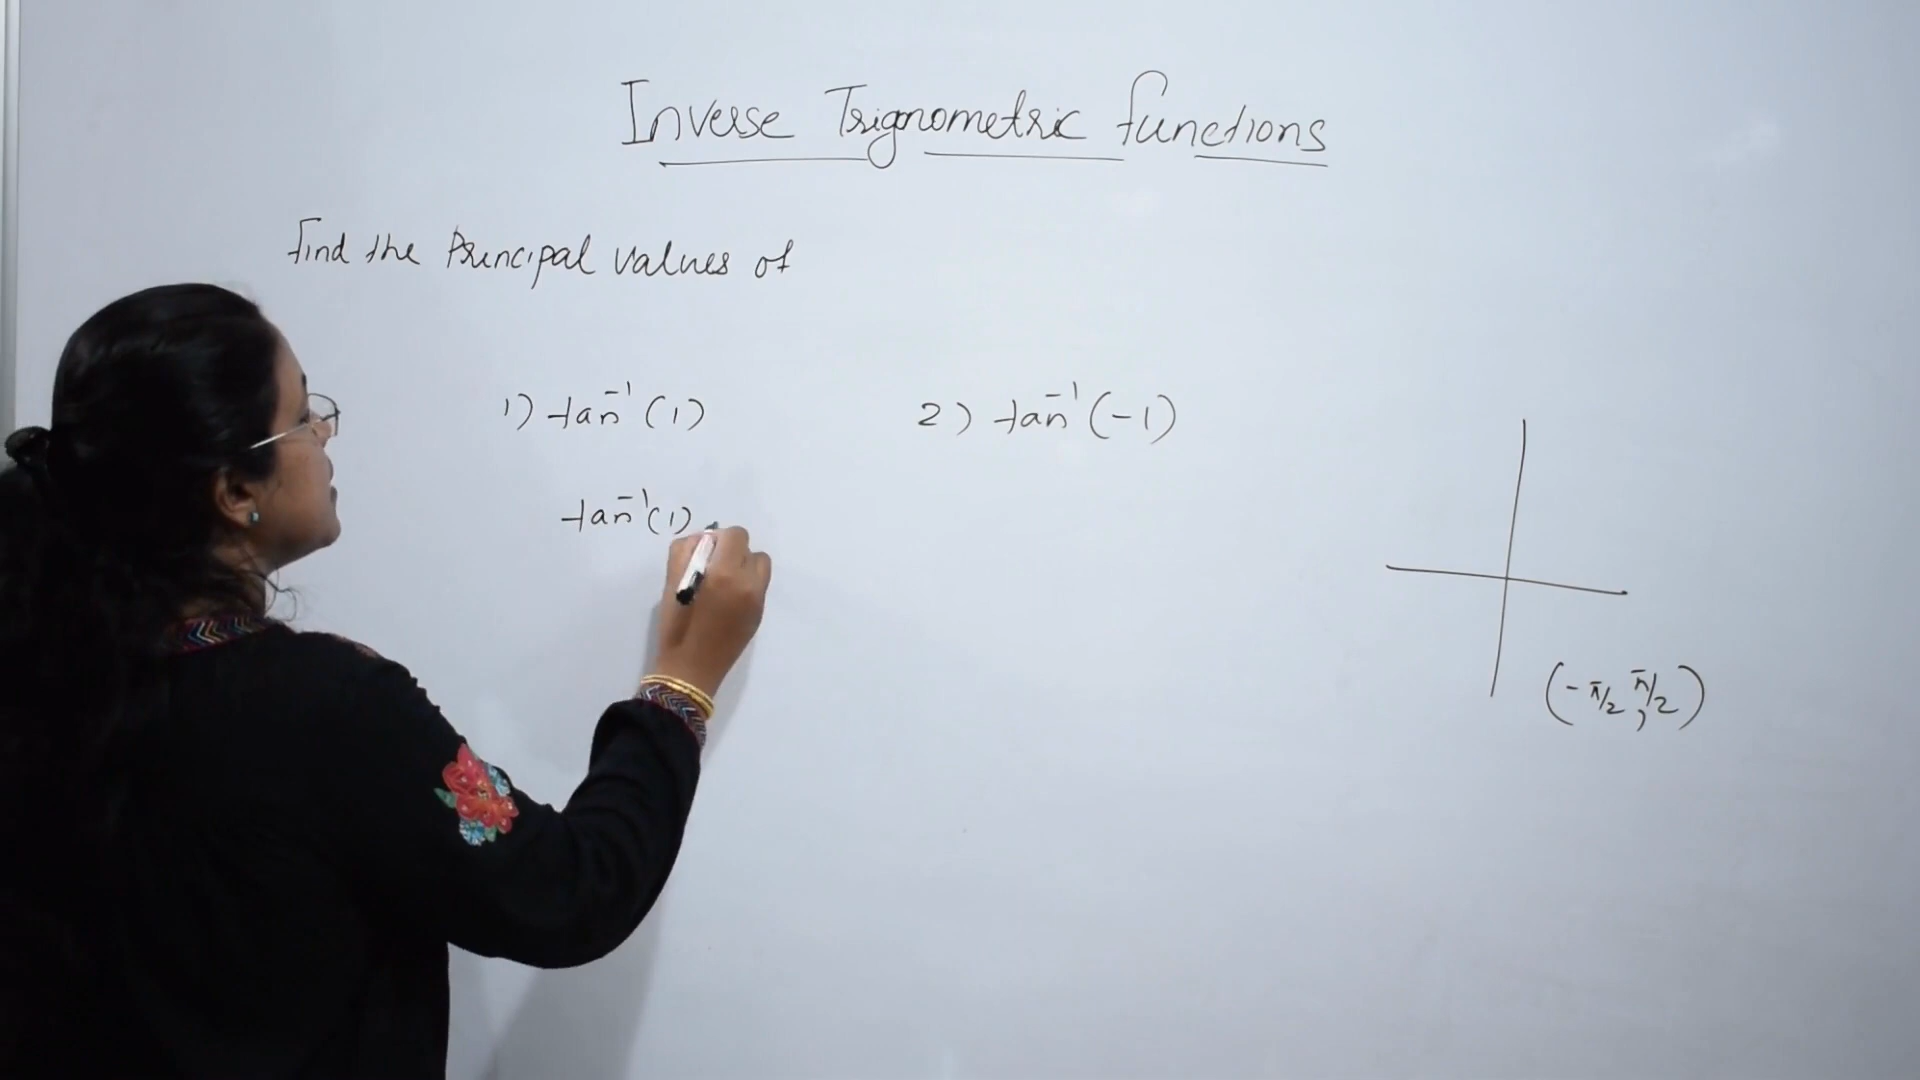 Inverse Trignometric functions
Find the Principal values of
1) tan⁻¹ (1)
2) tan⁻¹ (-1)
tan⁻¹ (1)
(-π/2, π/2)